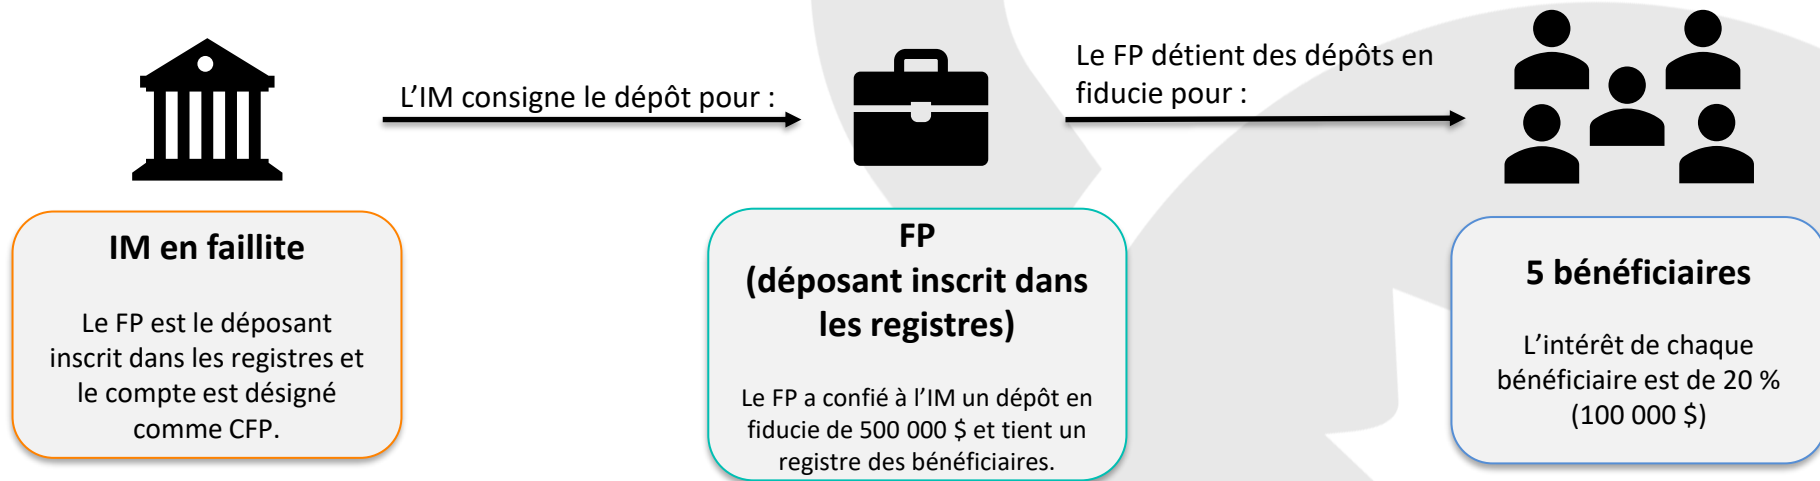 L’IM consigne le dépôt pour :
Le FP détient des dépôts en
fiducie pour :
IM en faillite
Le FP est le déposant
inscrit dans les registres et
le compte est désigné
comme CFP.
FP
(déposant inscrit dans
les registres)
Le FP a confié à l’IM un dépôt en
fiducie de 500 000 $ et tient un
registre des bénéficiaires.
5 bénéficiaires
L’intérêt de chaque
bénéficiaire est de 20 %
(100 000 $)